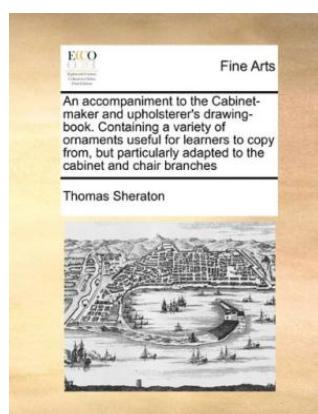 ECCO
Fine Arts
An accompaniment to the Cabinet-
maker and upholsterer's drawing-
book. Containing a variety of
ornaments useful for learners to copy
from, but particularly adapted to the
cabinet and chair branches
Thomas Sheraton